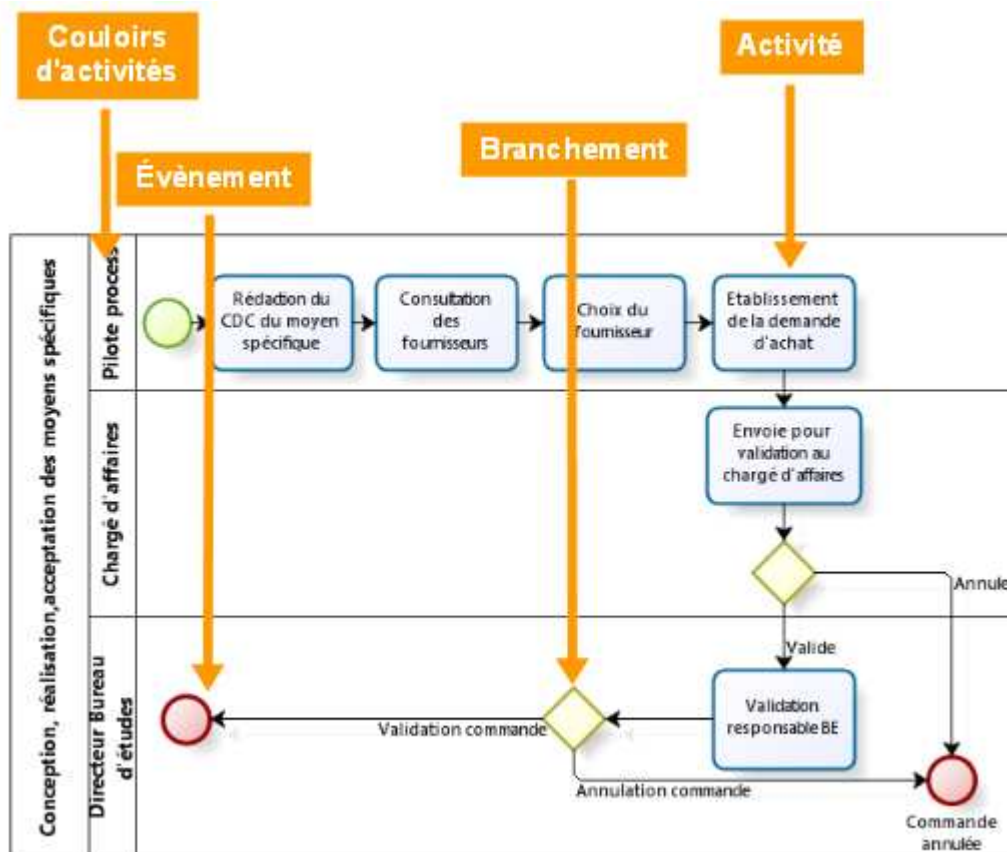 Couloirs
d'activités
Activité
Branchement
Évènement
Conception, réalisation,acceptation des moyens spécifiques
Pilote process
Rédaction du
CDC du moyen
spécifique
Consultation
des
fournisseurs
Choix du
fournisseur
Etablissement
de la demande
d'achat
Chargé d'affaires
Envoie pour
validation au
chargé d'affaires
Annule
Valide
Directeur Bureau
d'études
Validation
responsable BE
Validation commande
Annulation commande
Commande
annulée